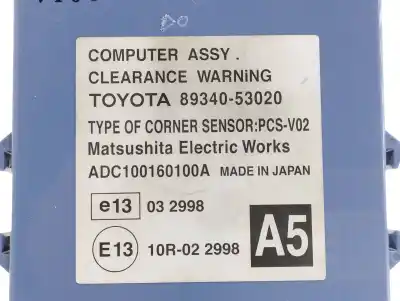 DO
COMPUTER ASSY.
CLEARANCE WARNiNG
TOYOTA 89340-53020
TYPE OF CORNER SENSOR:PCS-V02
Matsushita Electric Works
ADC100160100A MADE IN JAPAN
e13 03 2998
E13 10R-02 2998
A5